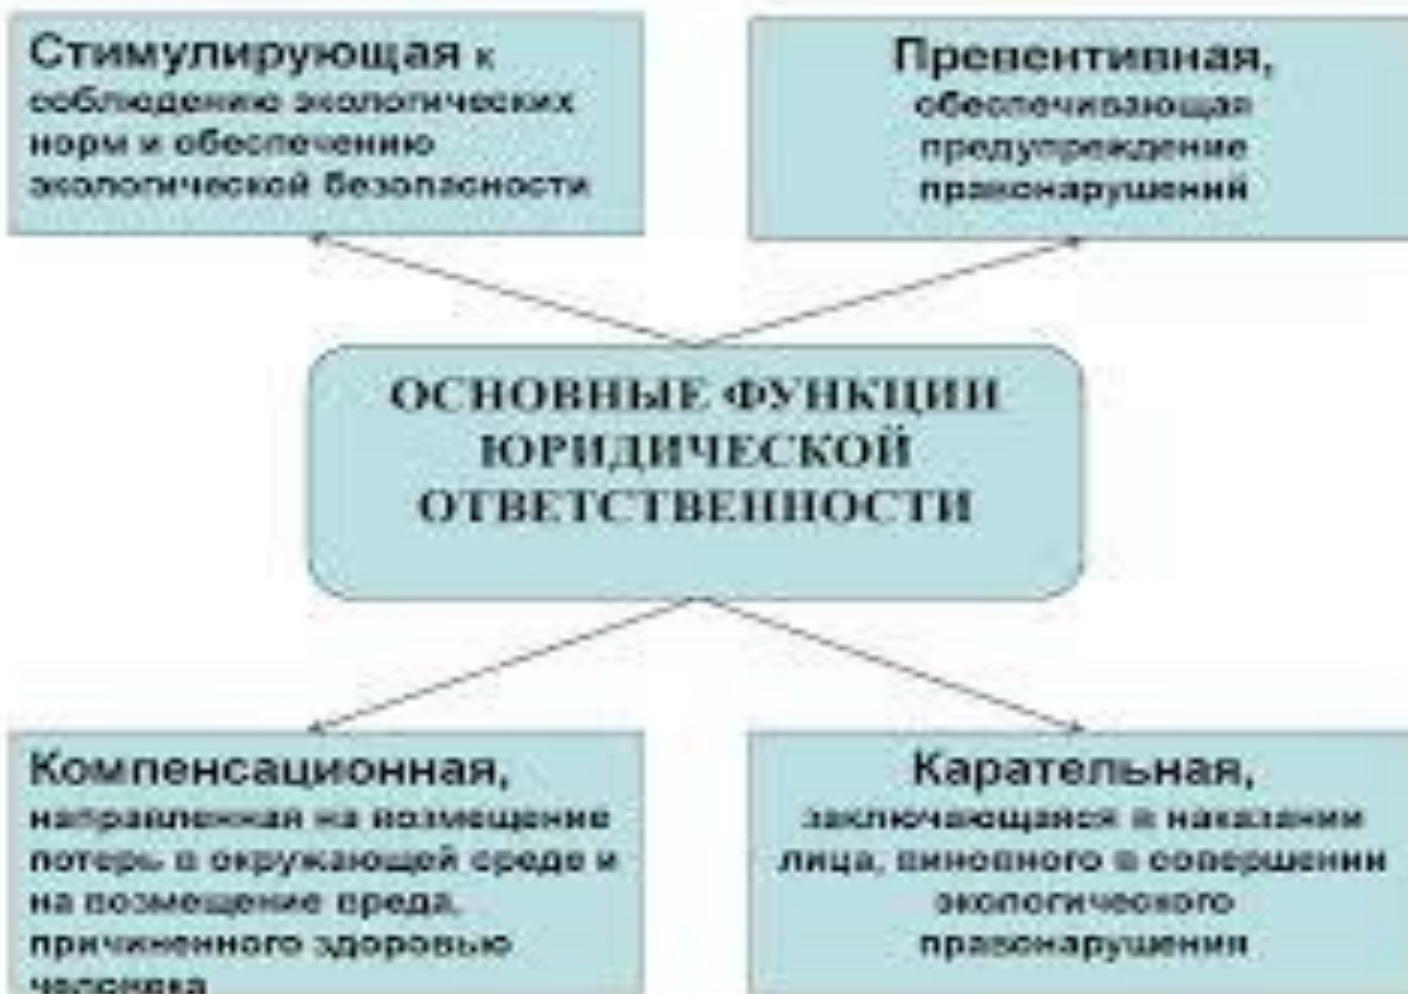 Стимулирующая к
соблюдению экологических
норм и обеспечению
экологической безопасности
Превентивная,
обеспечивающая
предупреждение
правонарушений
ОСНОВНЫЕ ФУНКЦИИ
ЮРИДИЧЕСКОЙ
ОТВЕТСТВЕННОСТИ
Компенсационная,
направленная на возмещение
потерь в окружающей среде и
на возмещение вреда,
причиненного здоровью
человека
Карательная,
заключающаяся в наказании
лица, виновного в совершении
экологического
правонарушения